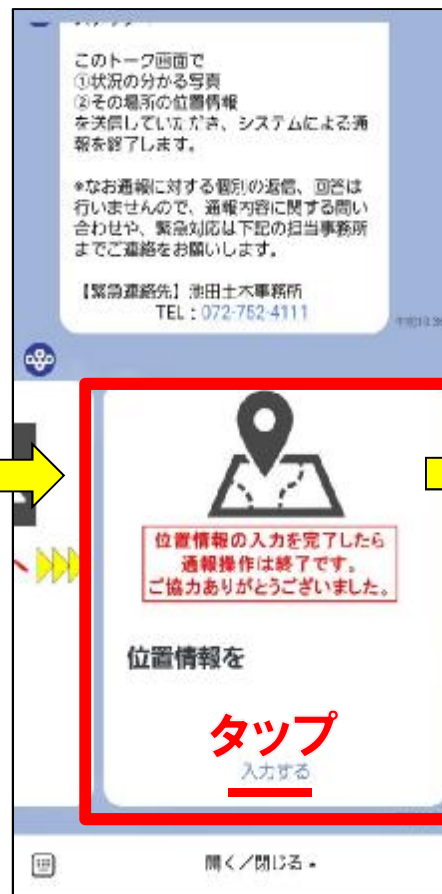 このトーク画面で
①状況の分かる写真
②その場所の位置情報
を送信していただき、システムによる通
報を終了します。
*なお通報に対する個別の返信、回答は
行いませんので、通報内容に関する問い
合わせや、緊急対応は下記の担当事務所
までご連絡をお願いします。
【緊急連絡先】池田土木事務所
TEL：072-752-4111
位置情報の入力を完了したら
通報操作は終了です。
ご協力ありがとうございました。
位置情報を
タップ
入力する
開く/閉じる